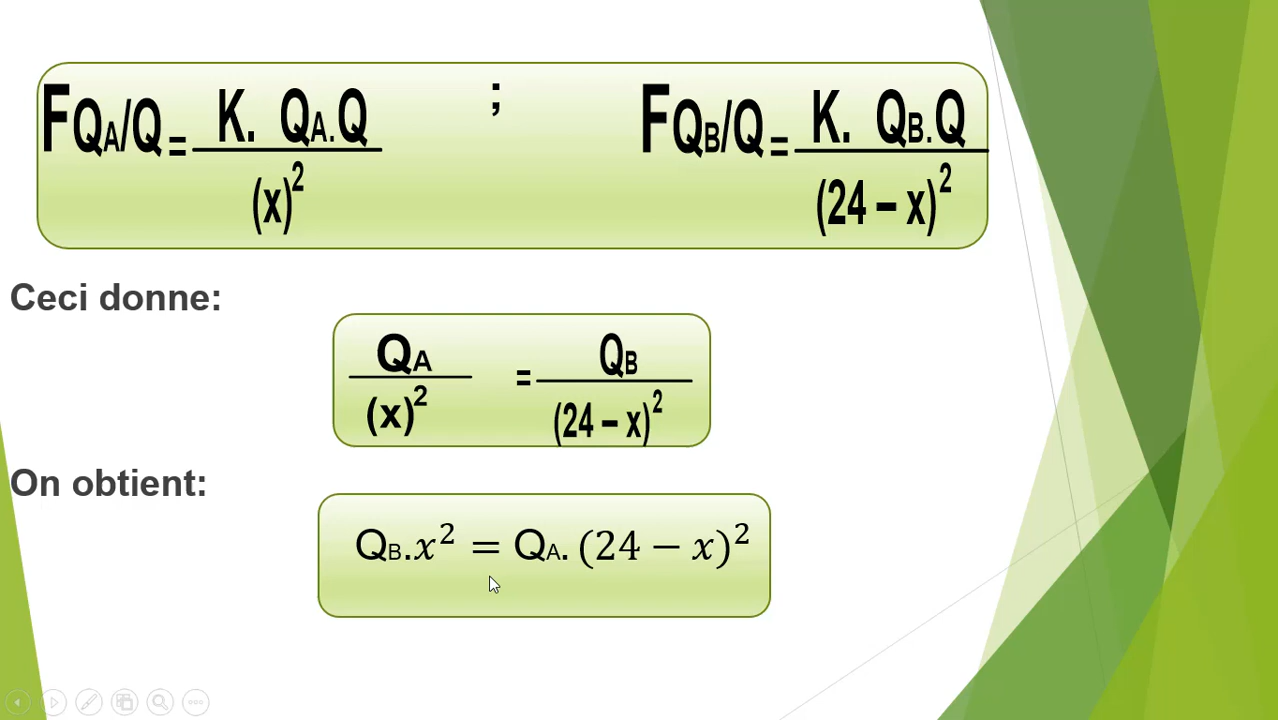 FQA/Q = K. QA.Q / (x)² ; FQB/Q = K. QB.Q / (24 – x)²
Ceci donne:
QA / (x)² = QB / (24 – x)²
On obtient:
QB.x² = QA. (24 − x)²